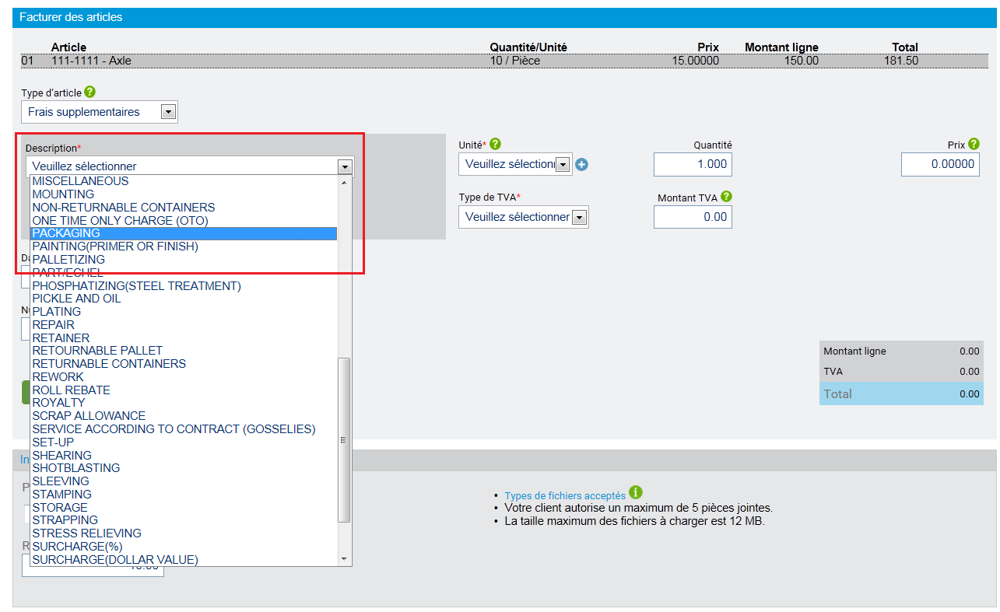 Facturer des articles
Article Quantité/Unité Prix Montant ligne Total
01 111-1111 - Axle 10 / Pièce 15.00000 150.00 181.50
Type d'article
Frais supplementaires
Description*
Veuillez sélectionner
MISCELLANEOUS
MOUNTING
NON-RETURNABLE CONTAINERS
ONE TIME ONLY CHARGE (OTO)
PACKAGING
PAINTING(PRIMER OR FINISH)
PALLETIZING
PART/ECHEL
PHOSPHATIZING(STEEL TREATMENT)
PICKLE AND OIL
PLATING
REPAIR
RETAINER
RETOURNABLE PALLET
RETURNABLE CONTAINERS
REWORK
ROLL REBATE
ROYALTY
SCRAP ALLOWANCE
SERVICE ACCORDING TO CONTRACT (GOSSELIES)
SET-UP
SHEARING
SHOTBLASTING
SLEEVING
STAMPING
STORAGE
STRAPPING
STRESS RELIEVING
SURCHARGE(%)
SURCHARGE(DOLLAR VALUE)
Unité* Quantité Prix
Veuillez sélection 1.000 0.00000
Type de TVA* Montant TVA
Veuillez sélectionner 0.00
Montant ligne 0.00
TVA 0.00
Total 0.00
• Types de fichiers acceptés
• Votre client autorise un maximum de 5 pièces jointes.
• La taille maximum des fichiers à charger est 12 MB.